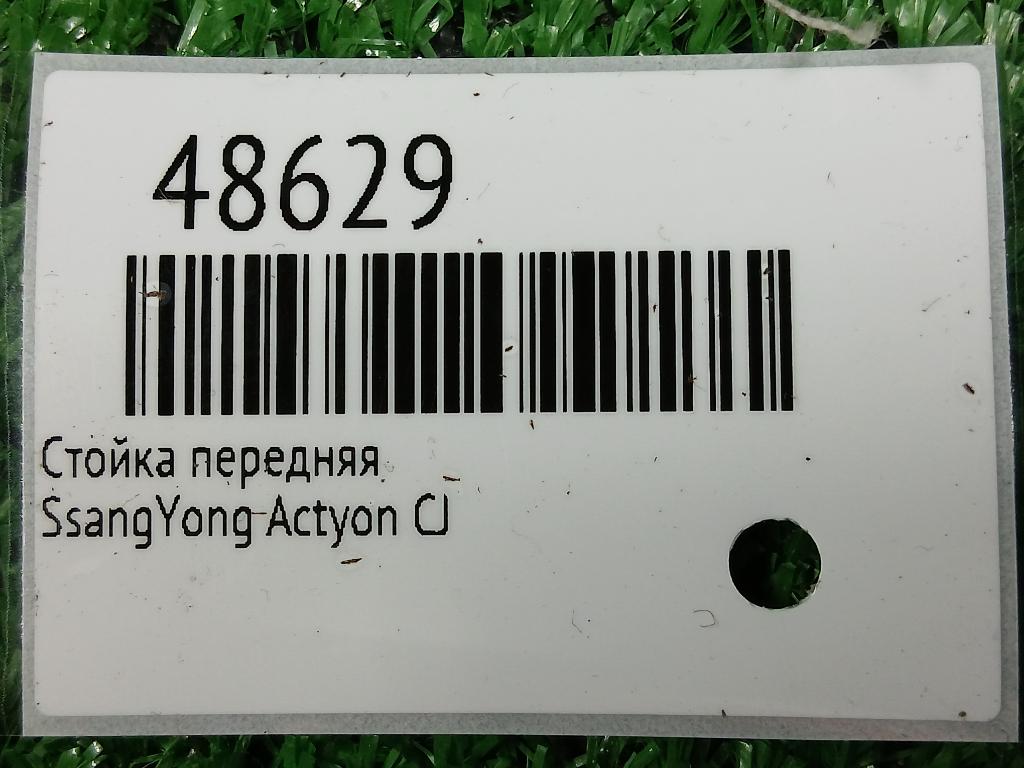 48629
Стойка передняя
SsangYong Actyon CJ